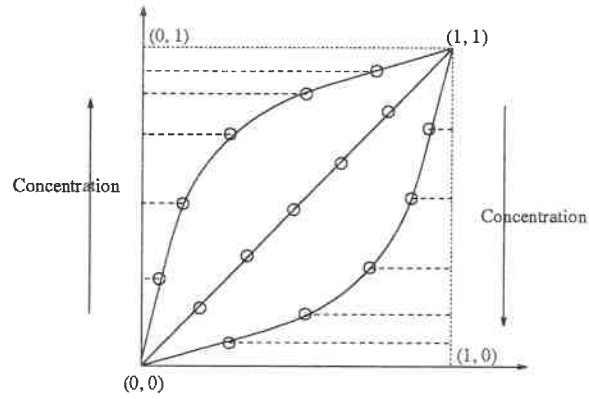 (0, 1)
(1, 1)
Concentration
Concentration
(1, 0)
(0, 0)